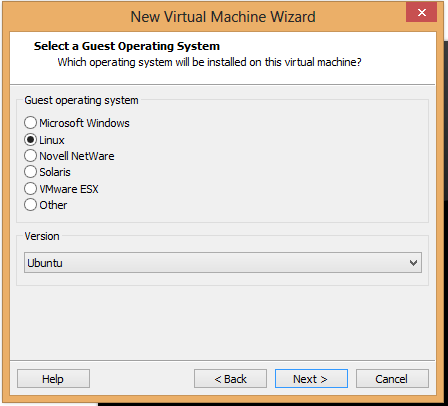 New Virtual Machine Wizard
Select a Guest Operating System
Which operating system will be installed on this virtual machine?
Guest operating system
Microsoft Windows
Linux
Novell NetWare
Solaris
VMware ESX
Other
Version
Ubuntu
Help
< Back
Next >
Cancel